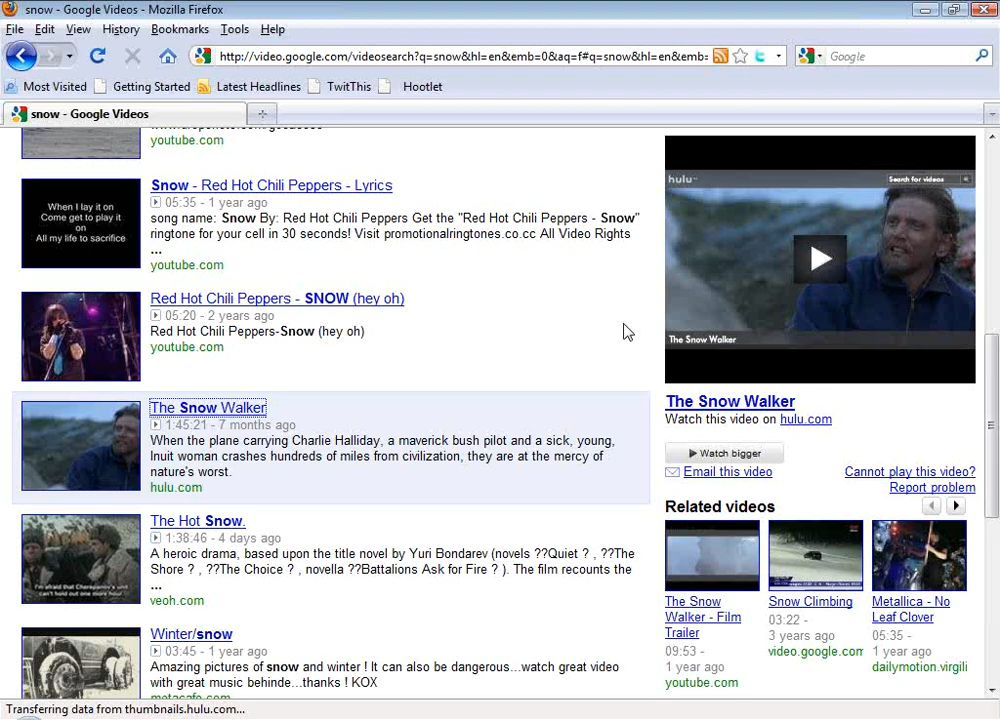 snow - Google Videos - Mozilla Firefox
File Edit View History Bookmarks Tools Help
http://video.google.com/videosearch?q=snow&hl=en&emb=0&aq=f#q=snow&hl=en&emb=
Google
Most Visited Getting Started Latest Headlines TwitThis Hootlet
snow - Google Videos
youtube.com
Snow - Red Hot Chili Peppers - Lyrics
05:35 - 1 year ago
song name: Snow By: Red Hot Chili Peppers Get the "Red Hot Chili Peppers - Snow"
ringtone for your cell in 30 seconds! Visit promotionalringtones.co.cc All Video Rights
...
youtube.com
When I lay it on
Come get to play it
on
All my life to sacrifice
Red Hot Chili Peppers - SNOW (hey oh)
05:20 - 2 years ago
Red Hot Chili Peppers-Snow (hey oh)
youtube.com
The Snow Walker
1:45:21 - 7 months ago
When the plane carrying Charlie Halliday, a maverick bush pilot and a sick, young,
Inuit woman crashes hundreds of miles from civilization, they are at the mercy of
nature's worst.
hulu.com
The Hot Snow.
1:38:46 - 4 days ago
A heroic drama, based upon the title novel by Yuri Bondarev (novels ??Quiet ? , ??The
Shore ? , ??The Choice ? , novella ??Battalions Ask for Fire ? ). The film recounts the
...
veoh.com
I'm afraid that Cherepanov's unit
can't hold out one more hour!
Winter/snow
03:45 - 1 year ago
Amazing pictures of snow and winter ! It can also be dangerous...watch great video
with great music behinde...thanks ! KOX
metacafe.com
hulu
Search for videos
The Snow Walker
The Snow Walker
Watch this video on hulu.com
Watch bigger
Email this video
Cannot play this video?
Report problem
Related videos
The Snow
Walker - Film
Trailer
09:53 -
1 year ago
youtube.com
Snow Climbing
03:22 -
3 years ago
video.google.com
Metallica - No
Leaf Clover
05:35 -
1 year ago
dailymotion.virgili
Transferring data from thumbnails.hulu.com...